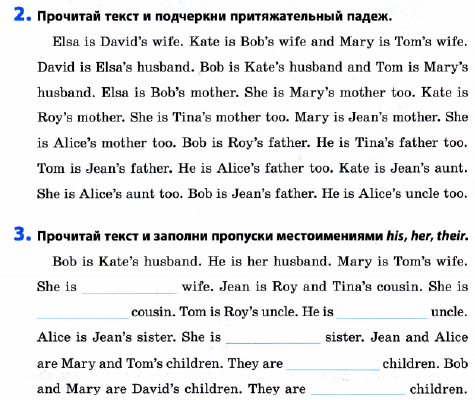 2. Прочитай текст и подчеркни притяжательный падеж.
Elsa is David's wife. Kate is Bob's wife and Mary is Tom's wife.
David is Elsa's husband. Bob is Kate's husband and Tom is Mary's
husband. Elsa is Bob's mother. She is Mary's mother too. Kate is
Roy's mother. She is Tina's mother too. Mary is Jean's mother. She
is Alice's mother too. Bob is Roy's father. He is Tina's father too.
Tom is Jean's father. He is Alice's father too. Kate is Jean's aunt.
She is Alice's aunt too. Bob is Jean's father. He is Alice's uncle too.
3. Прочитай текст и заполни пропуски местоимениями his, her, their.
Bob is Kate's husband. He is her husband. Mary is Tom's wife.
She is ____________ wife. Jean is Roy and Tina's cousin. She is
____________ cousin. Tom is Roy's uncle. He is ____________ uncle.
Alice is Jean's sister. She is ____________ sister. Jean and Alice
are Mary and Tom's children. They are ____________ children. Bob
and Mary are David's children. They are ____________ children.